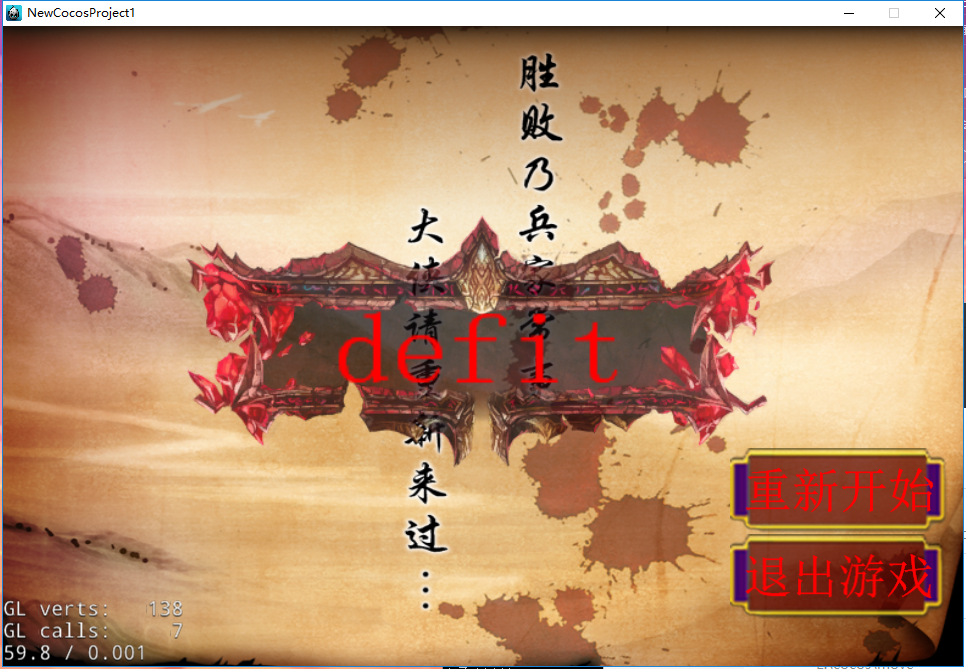 NewCocosProject1
胜败乃兵家常事
大侠请重新来过...
defit
重新开始
退出游戏
GL verts: 138
GL calls: 7
59.8 / 0.001